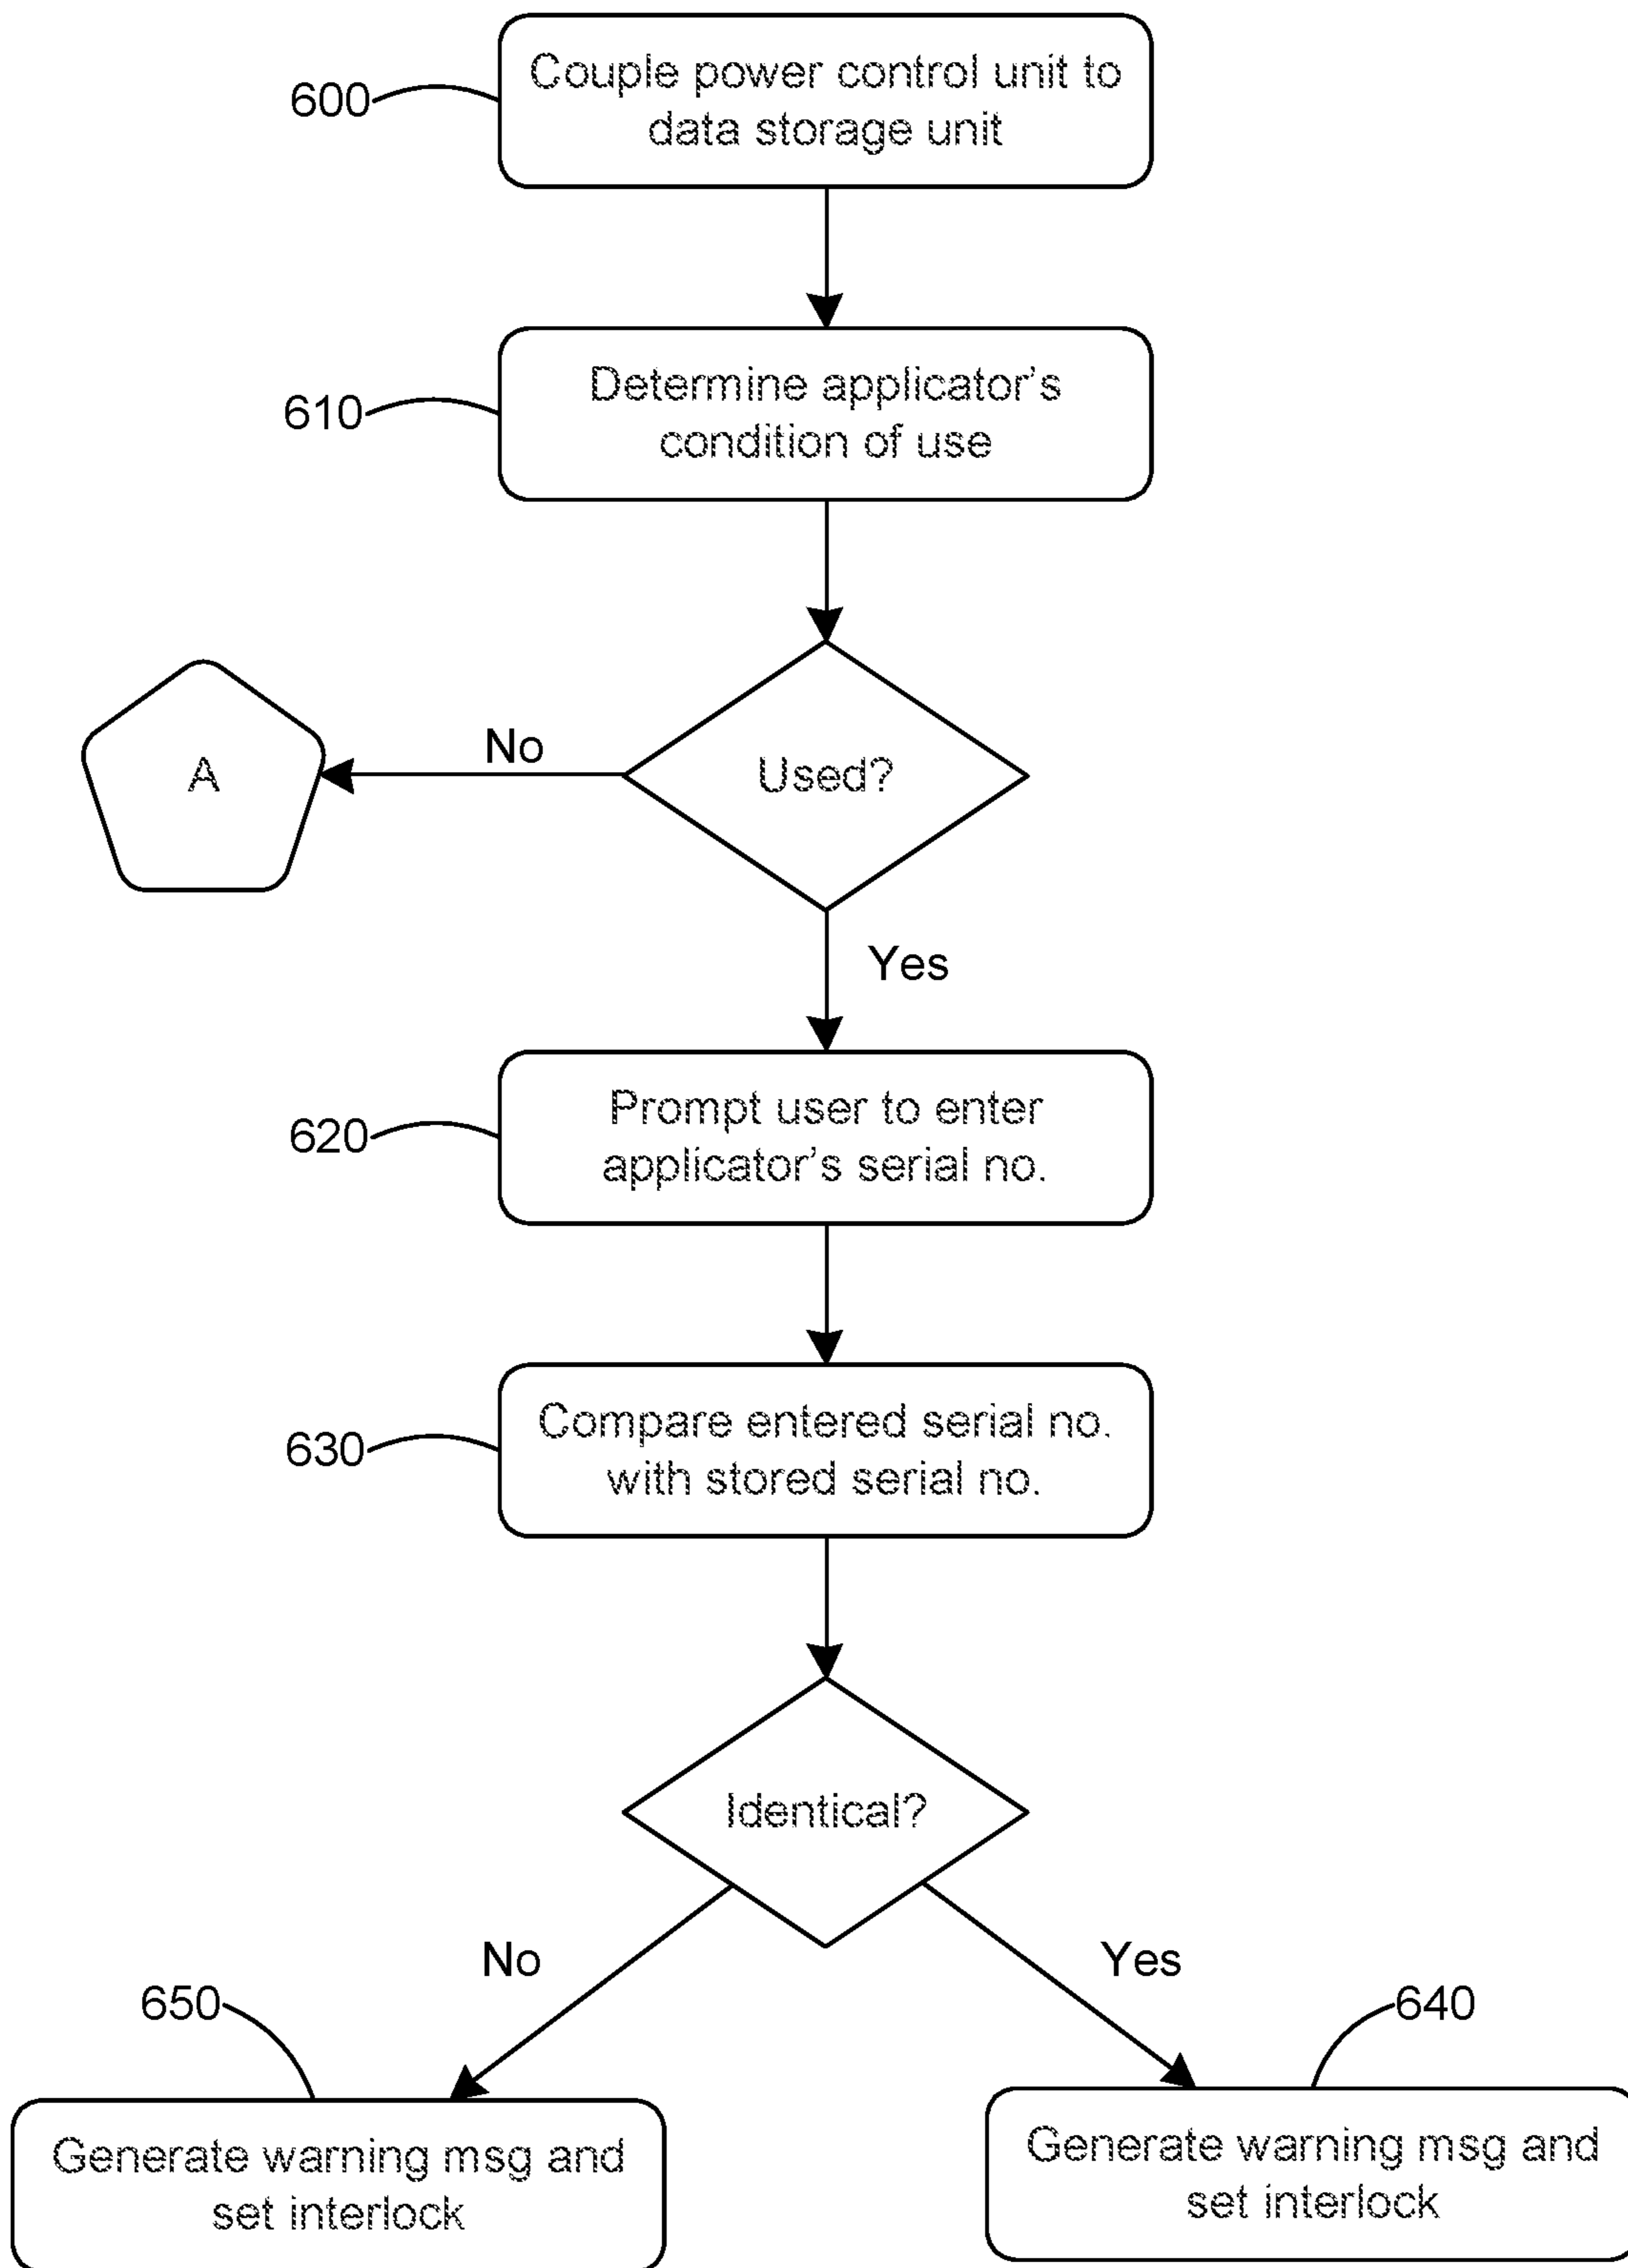 600
Couple power control unit to
data storage unit
610
Determine applicator's
condition of use
A
No
Used?
Yes
620
Prompt user to enter
applicator's serial no.
630
Compare entered serial no.
with stored serial no.
Identical?
No
Yes
650
640
Generate warning msg and
set interlock
Generate warning msg and
set interlock